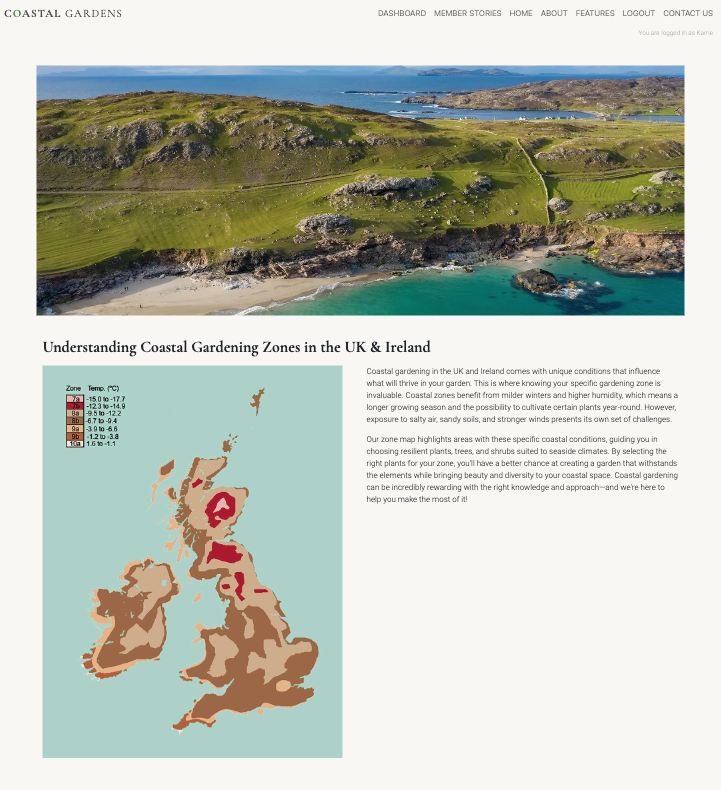 COASTAL GARDENS
DASHBOARD MEMBER STORIES HOME ABOUT FEATURES LOGOUT CONTACT US
You are logged in as Kame
Understanding Coastal Gardening Zones in the UK & Ireland
Zone Temp. (°C)
7a -15.0 to -17.7
7b -12.3 to -14.9
8a -9.5 to -12.2
8b -6.7 to -9.4
9a -3.9 to -6.6
9b -1.2 to -3.8
10a 1.6 to -1.1
Coastal gardening in the UK and Ireland comes with unique conditions that influence
what will thrive in your garden. This is where knowing your specific gardening zone is
invaluable. Coastal zones benefit from milder winters and higher humidity, which means a
longer growing season and the possibility to cultivate certain plants year-round. However,
exposure to salty air, sandy soils, and stronger winds presents its own set of challenges.
Our zone map highlights areas with these specific coastal conditions, guiding you in
choosing resilient plants, trees, and shrubs suited to seaside climates. By selecting the
right plants for your zone, you'll have a better chance at creating a garden that withstands
the elements while bringing beauty and diversity to your coastal space. Coastal gardening
can be incredibly rewarding with the right knowledge and approach—and we're here to
help you make the most of it!